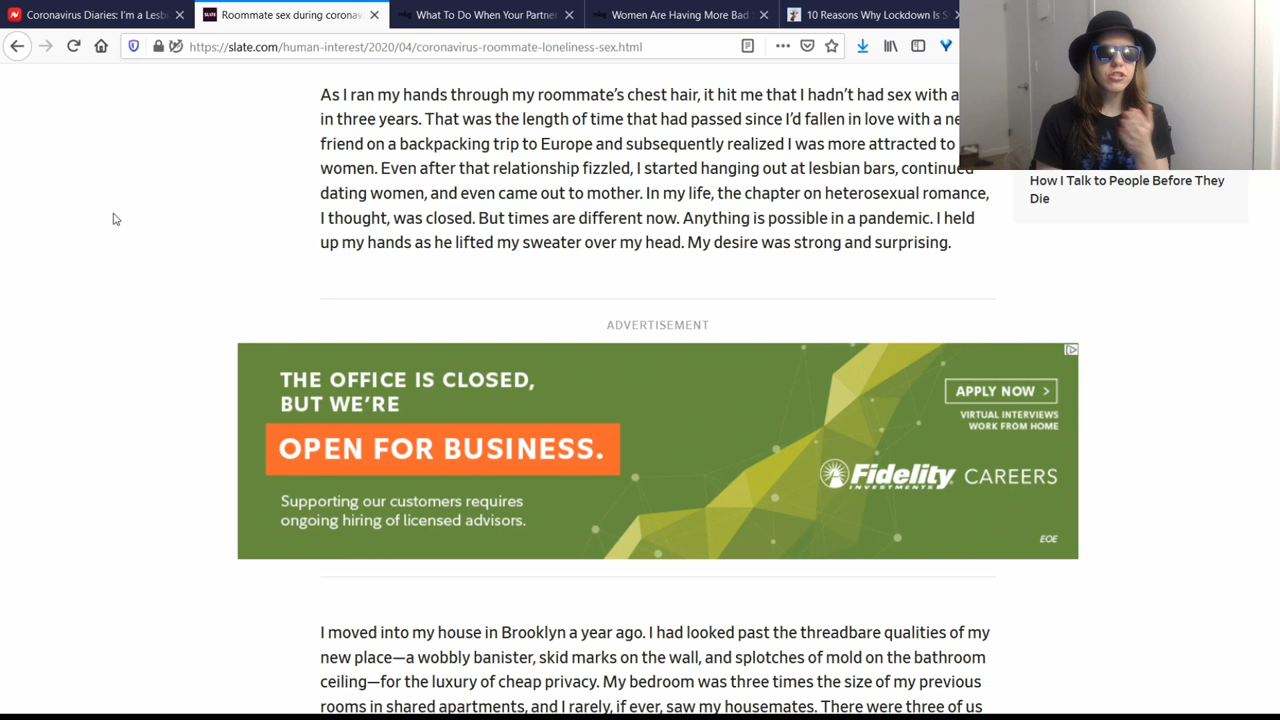 Coronavirus Diaries: I'm a Lesb
Roommate sex during coronav
What To Do When Your Partne
Women Are Having More Bad
10 Reasons Why Lockdown Is
https://slate.com/human-interest/2020/04/coronavirus-roommate-loneliness-sex.html
As I ran my hands through my roommate's chest hair, it hit me that I hadn't had sex with a
in three years. That was the length of time that had passed since I'd fallen in love with a ne
friend on a backpacking trip to Europe and subsequently realized I was more attracted to
women. Even after that relationship fizzled, I started hanging out at lesbian bars, continued
dating women, and even came out to mother. In my life, the chapter on heterosexual romance,
I thought, was closed. But times are different now. Anything is possible in a pandemic. I held
up my hands as he lifted my sweater over my head. My desire was strong and surprising.
How I Talk to People Before They
Die
ADVERTISEMENT
THE OFFICE IS CLOSED,
BUT WE'RE
OPEN FOR BUSINESS.
Supporting our customers requires
ongoing hiring of licensed advisors.
APPLY NOW >
VIRTUAL INTERVIEWS
WORK FROM HOME
Fidelity CAREERS
INVESTMENTS
EOE
I moved into my house in Brooklyn a year ago. I had looked past the threadbare qualities of my
new place—a wobbly banister, skid marks on the wall, and splotches of mold on the bathroom
ceiling—for the luxury of cheap privacy. My bedroom was three times the size of my previous
rooms in shared apartments, and I rarely, if ever, saw my housemates. There were three of us